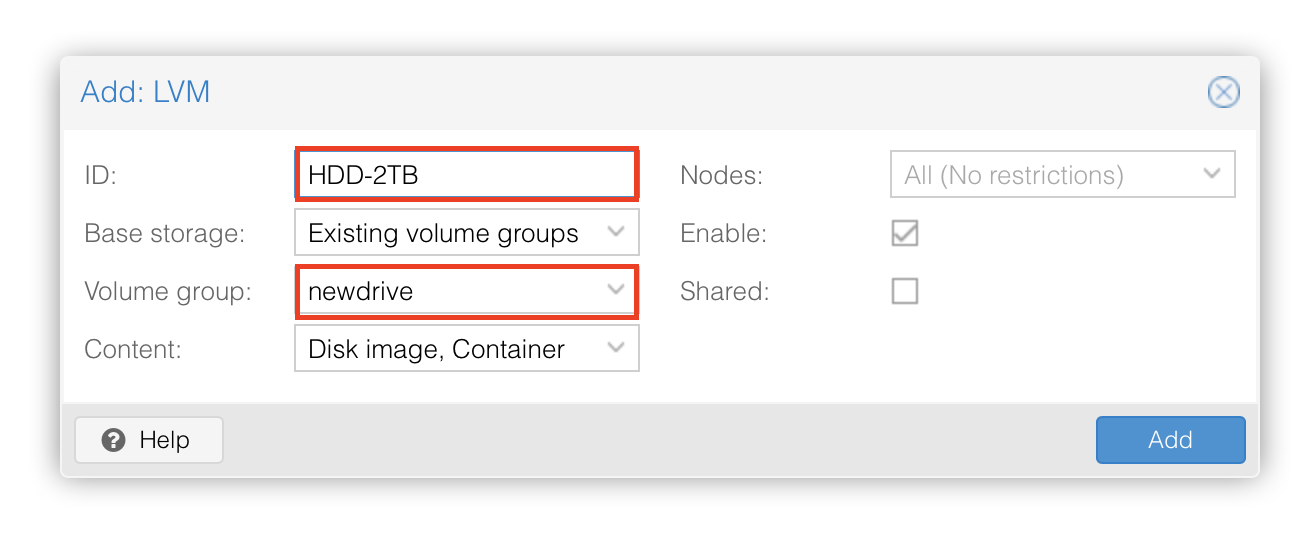 Add: LVM
ID: HDD-2TB
Nodes: All (No restrictions)
Base storage: Existing volume groups
Enable:
Volume group: newdrive
Shared:
Content: Disk image, Container
Help
Add